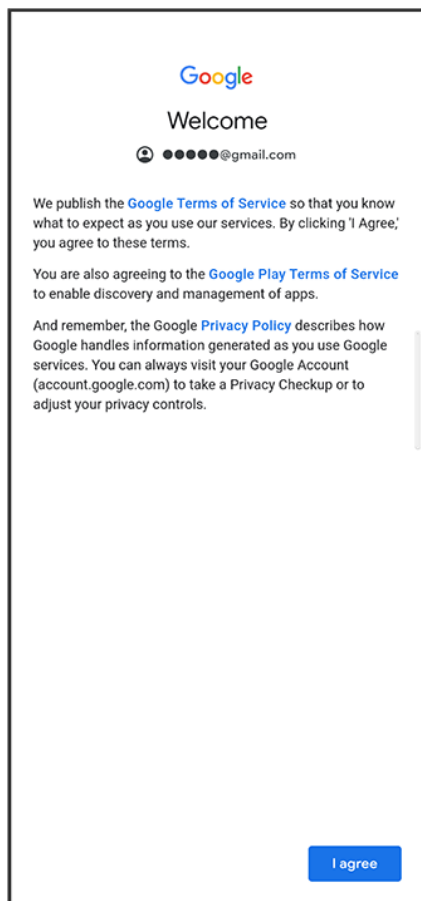 Google
Welcome
●●●●●@gmail.com
We publish the Google Terms of Service so that you know
what to expect as you use our services. By clicking 'I Agree,'
you agree to these terms.
You are also agreeing to the Google Play Terms of Service
to enable discovery and management of apps.
And remember, the Google Privacy Policy describes how
Google handles information generated as you use Google
services. You can always visit your Google Account
(account.google.com) to take a Privacy Checkup or to
adjust your privacy controls.
I agree